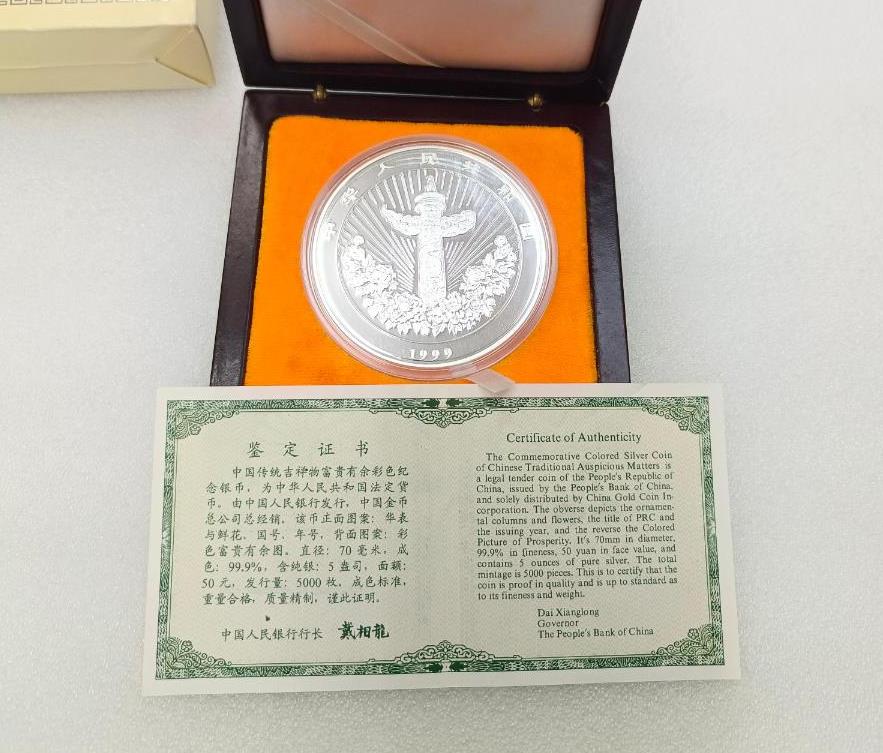 中华人民共和国
1999
鉴定证书
中国传统吉祥物富贵有余彩色纪
念银币，为中华人民共和国法定货
币。由中国人民银行发行，中国金币
总公司总经销。该币正面图案：华表
与鲜花、国号、年号，背面图案：彩
色富贵有余图。直径：70毫米，成
色：99.9%，含纯银：5盎司，面额：
50元，发行量：5000枚。成色标准，
重量合格，质量精制，谨此证明。
中国人民银行行长 戴相龍
Certificate of Authenticity
The Commemorative Colored Silver Coin
of Chinese Traditional Auspicious Matters is
a legal tender coin of the People's Republic of
China, issued by the People's Bank of China,
and solely distributed by China Gold Coin In-
corporation. The obverse depicts the ornamen-
tal columns and flowers, the title of PRC and
the issuing year, and the reverse the Colored
Picture of Prosperity. It's 70mm in diameter,
99.9% in fineness, 50 yuan in face value, and
contains 5 ounces of pure silver. The total
mintage is 5000 pieces. This is to certify that the
coin is proof in quality and is up to standard as
to its fineness and weight.
Dai Xianglong
Governor
The People's Bank of China